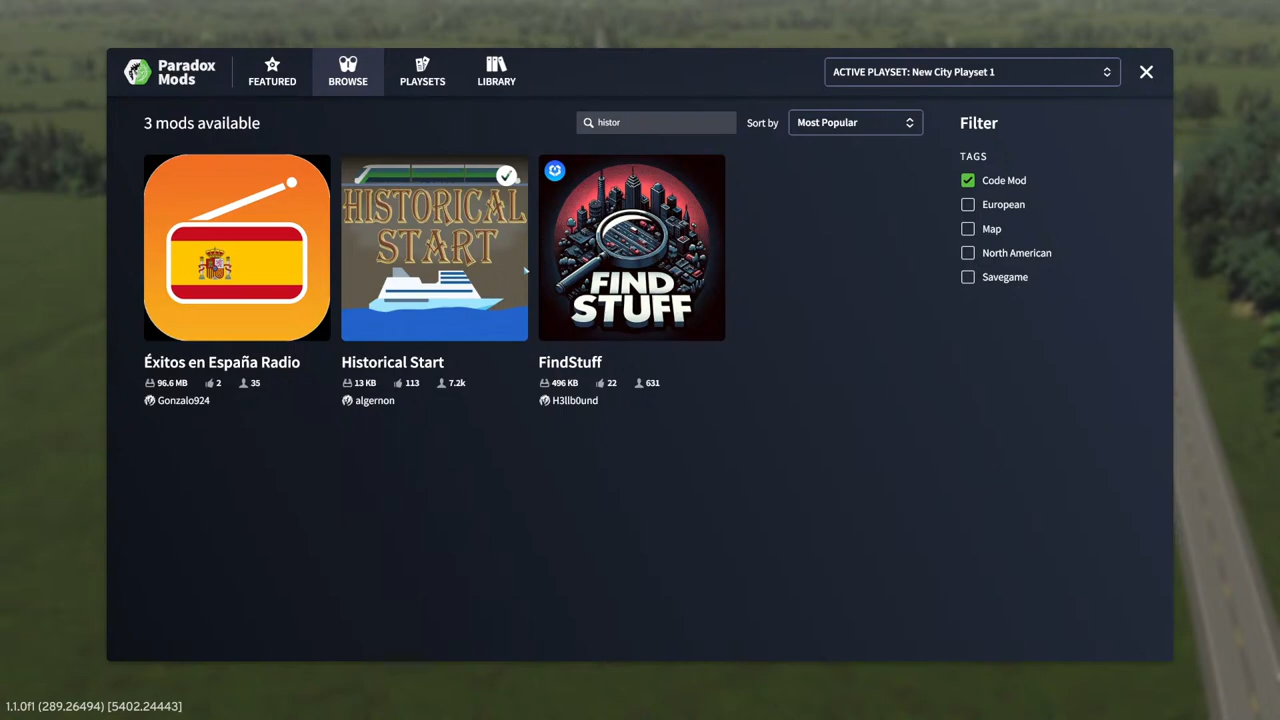 Paradox
Mods
FEATURED
BROWSE
PLAYSETS
LIBRARY
ACTIVE PLAYSET: New City Playset 1
3 mods available
histor
Sort by
Most Popular
Filter
TAGS
Code Mod
European
Map
North American
Savegame
HISTORICAL
START
FIND
STUFF
Éxitos en España Radio
96.6 MB 2 35
Gonzalo924
Historical Start
13 KB 113 7.2k
algernon
FindStuff
496 KB 22 631
H3llb0und
1.1.0f1 (289.26494) [5402.24443]